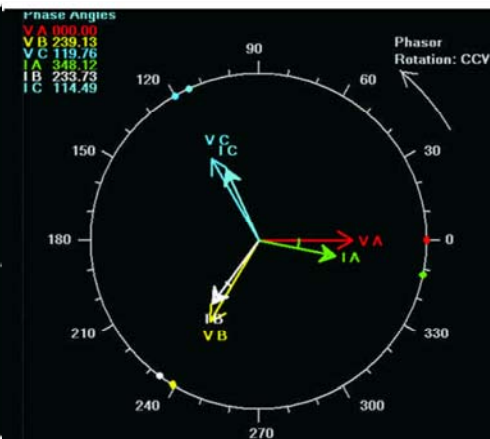 Phase Angles
V A 000.00
V B 239.13
V C 119.76
I A 348.12
I B 233.73
I C 114.49
Phasor
Rotation: CCV
90
120
60
150
30
180
0
210
330
240
300
270
V C
I C
V A
I A
I B
V B